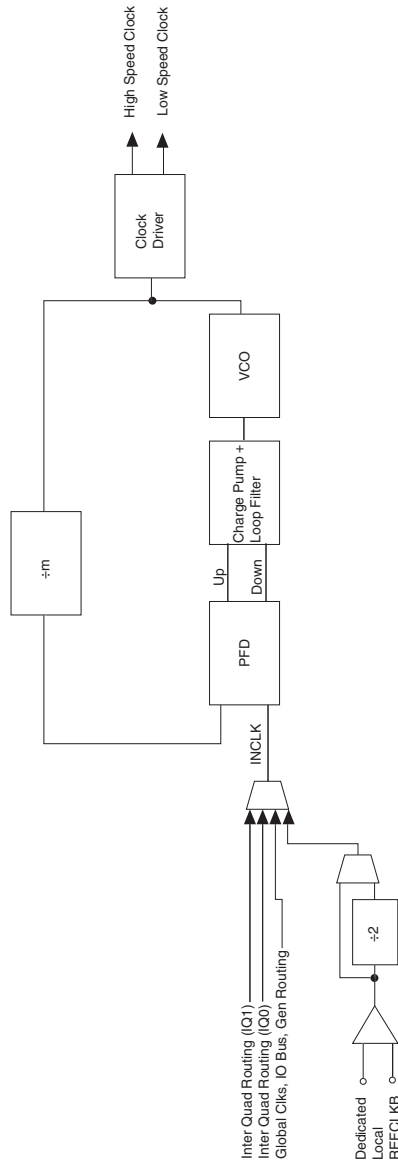 High Speed Clock
Low Speed Clock
Clock
Driver
÷m
VCO
Charge Pump +
Loop Filter
Up
Down
PFD
INCLK
Inter Quad Routing (IQ1)
Inter Quad Routing (IQ0)
Global Clks, IO Bus, Gen Routing
÷2
Dedicated
Local
REFCLKB